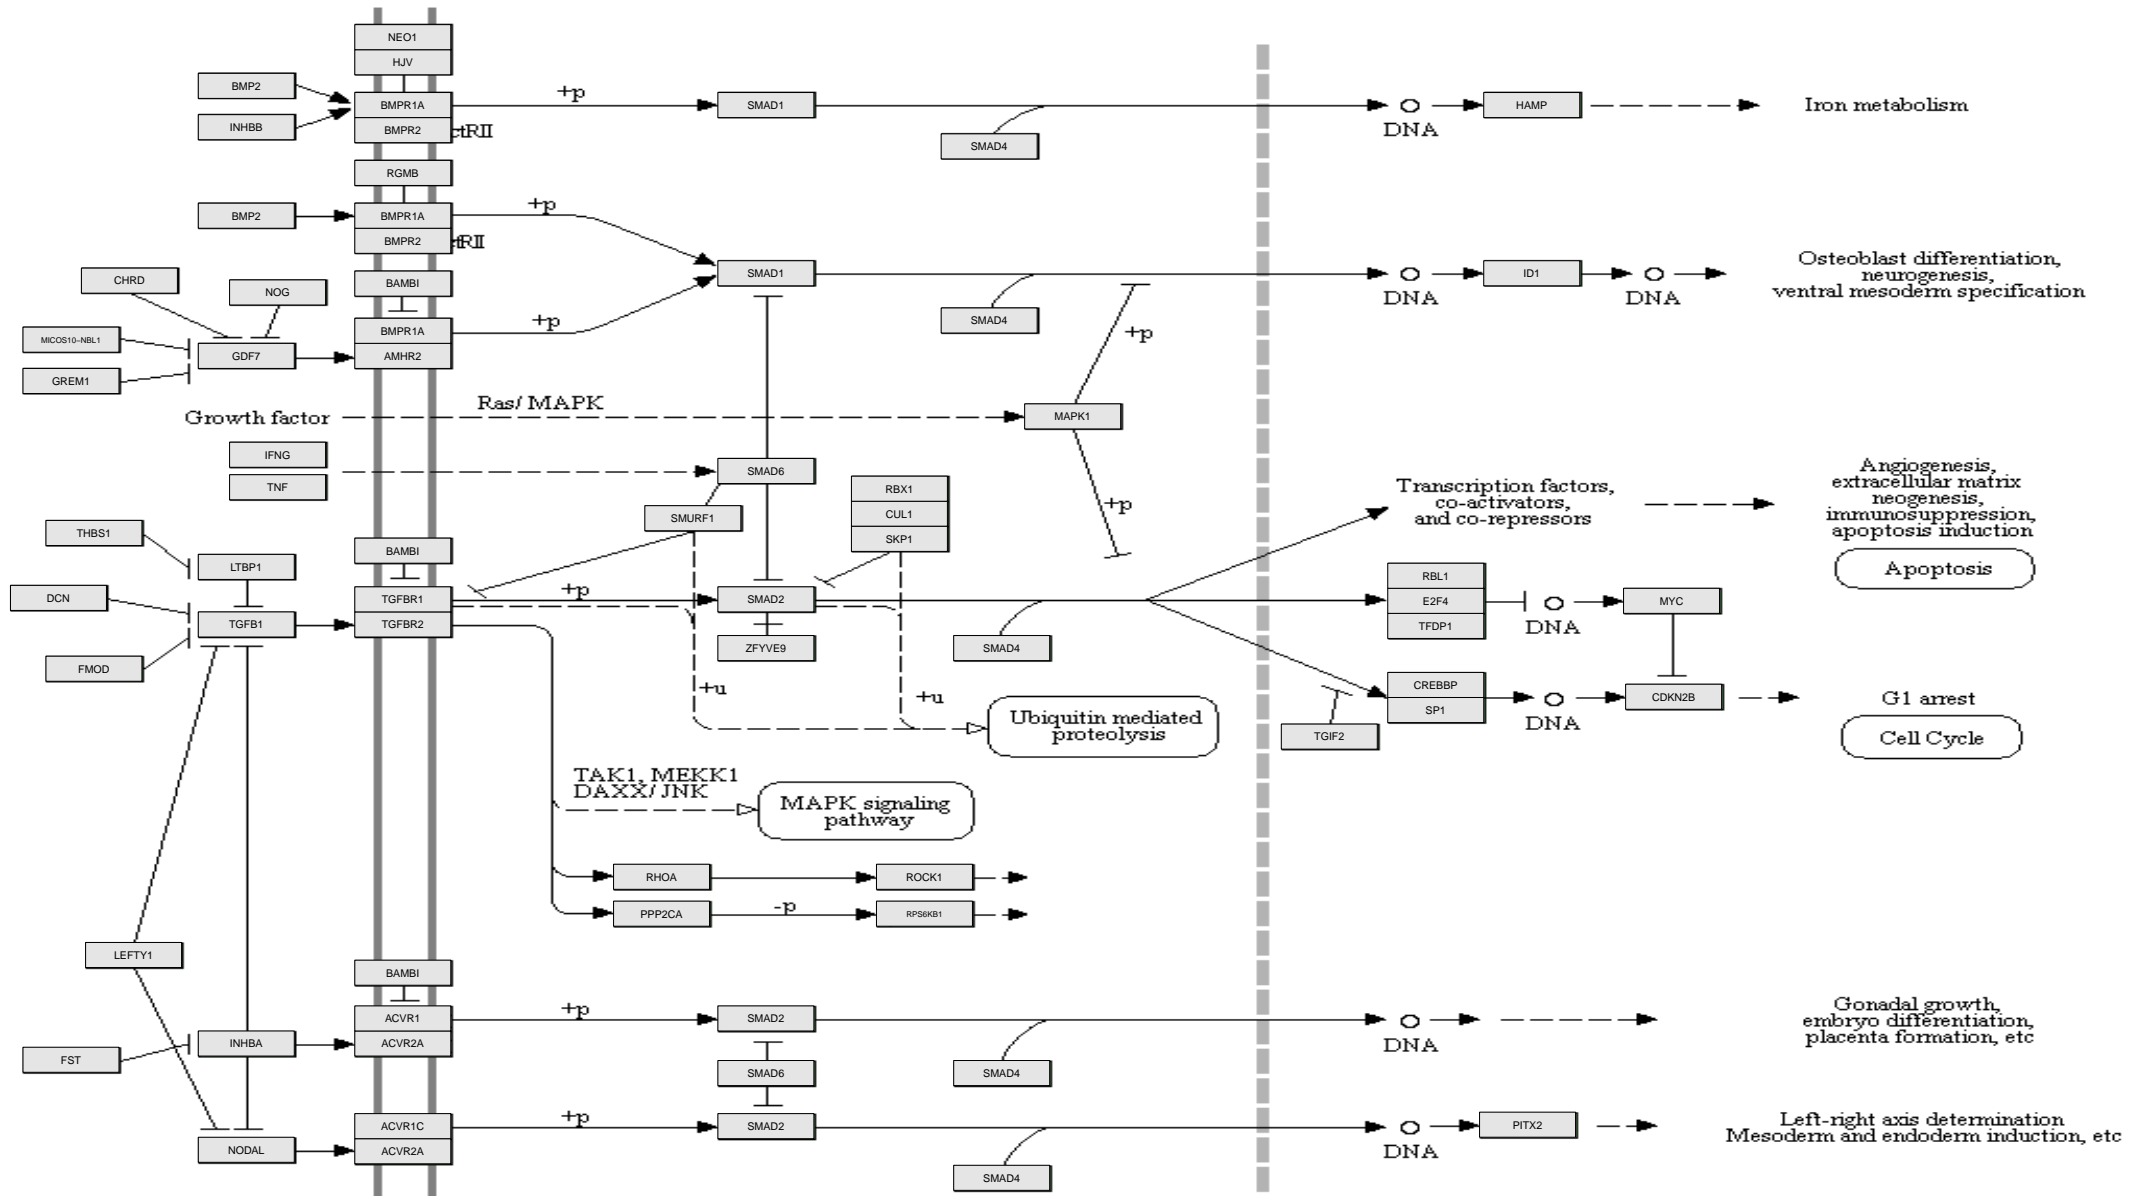 NEO1
HJV
BMP2
BMPR1A
+p
SMAD1
DNA
HAMP
Iron metabolism
INHBB
BMPR2
ctRII
SMAD4
RGMB
BMP2
BMPR1A
+p
BMPR2
tRII
CHRD
NOG
BAMBI
SMAD1
SMAD4
DNA
ID1
DNA
Osteoblast differentiation,
neurogenesis,
ventral mesoderm specification
MICOS10-NBL1
GREM1
GDF7
BMPR1A
AMHR2
+p
+p
Growth factor
Ras/ MAPK
MAPK1
IFNG
TNF
SMAD6
RBX1
CUL1
SKP1
SMURF1
+p
Transcription factors,
co-activators,
and co-repressors
Angiogenesis,
extracellular matrix
neogenesis,
immunosuppression,
apoptosis induction
Apoptosis
THBS1
LTBP1
BAMBI
DCN
TGFB1
FMOD
TGFBR1
TGFBR2
+p
SMAD2
ZFYVE9
SMAD4
RBL1
E2F4
TFDP1
DNA
MYC
+u
+u
Ubiquitin mediated
proteolysis
CREBBP
SP1
TGIF2
DNA
CDKN2B
G1 arrest
Cell Cycle
TAK1, MEKK1
DAXX/ JNK
MAPK signaling
pathway
RHOA
ROCK1
PPP2CA
-p
RPS6KB1
LEFTY1
BAMBI
FST
INHBA
ACVR1
ACVR2A
+p
SMAD2
SMAD6
SMAD4
DNA
Gonadal growth,
embryo differentiation,
placenta formation, etc
NODAL
ACVR1C
ACVR2A
+p
SMAD2
SMAD4
DNA
PITX2
Left-right axis determination
Mesoderm and endoderm induction, etc